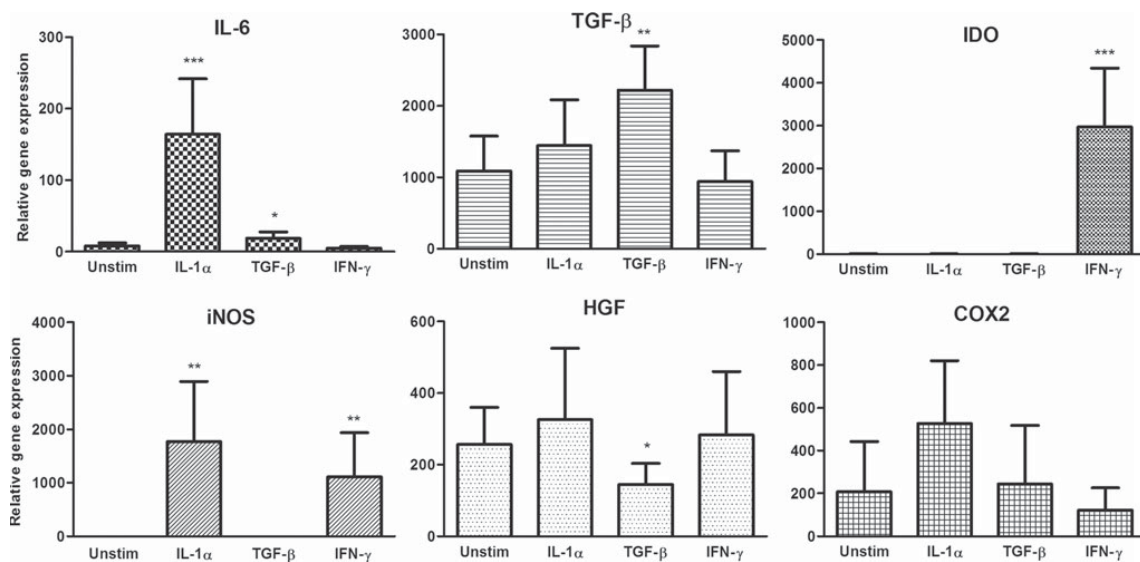 IL-6
Relative gene expression
300
200
100
0
***
*
Unstim IL-1α TGF-β IFN-γ
TGF-β
3000
2000
1000
0
**
Unstim IL-1α TGF-β IFN-γ
IDO
5000
4000
3000
2000
1000
0
***
Unstim IL-1α TGF-β IFN-γ
iNOS
Relative gene expression
4000
3000
2000
1000
0
**
**
Unstim IL-1α TGF-β IFN-γ
HGF
600
400
200
0
*
Unstim IL-1α TGF-β IFN-γ
COX2
1000
800
600
400
200
0
Unstim IL-1α TGF-β IFN-γ